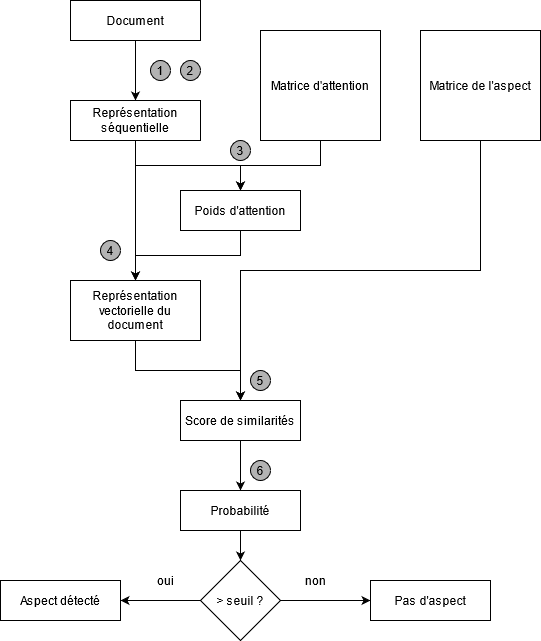 Document
1 2
Matrice d'attention
Matrice de l'aspect
Représentation
séquentielle
3
Poids d'attention
4
Représentation
vectorielle du
document
5
Score de similarités
6
Probabilité
oui
> seuil ?
non
Aspect détecté
Pas d'aspect